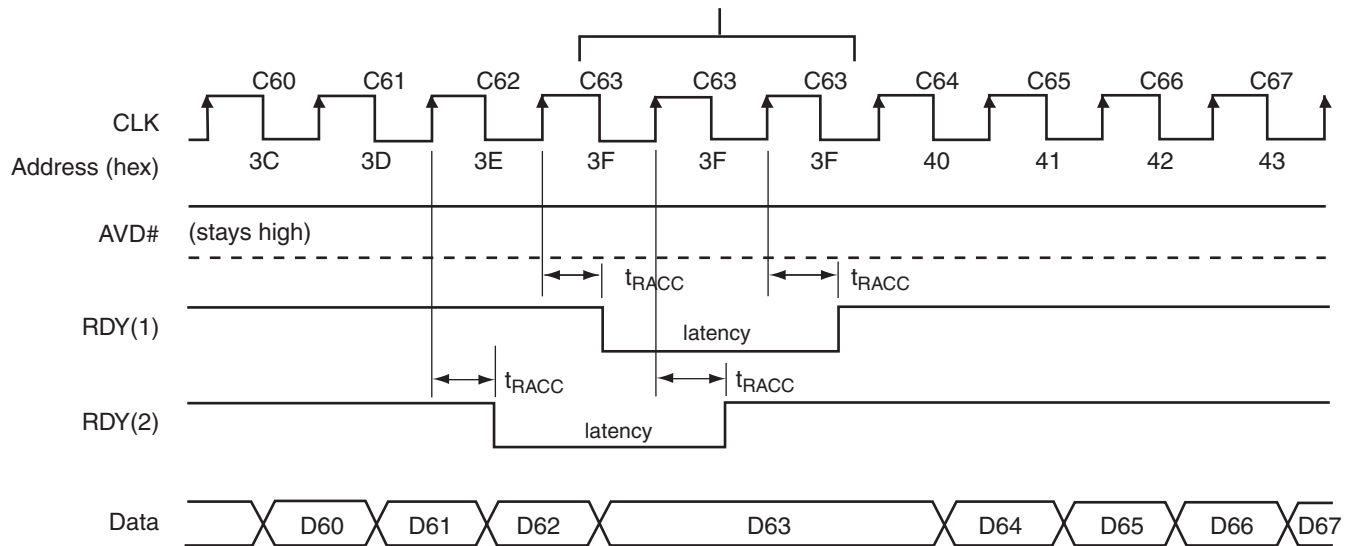 C60 C61 C62 C63 C63 C63 C64 C65 C66 C67
CLK
Address (hex) 3C 3D 3E 3F 3F 3F 40 41 42 43
AVD# (stays high)
tRACC tRACC
RDY(1) latency
tRACC tRACC
RDY(2) latency
Data D60 D61 D62 D63 D64 D65 D66 D67